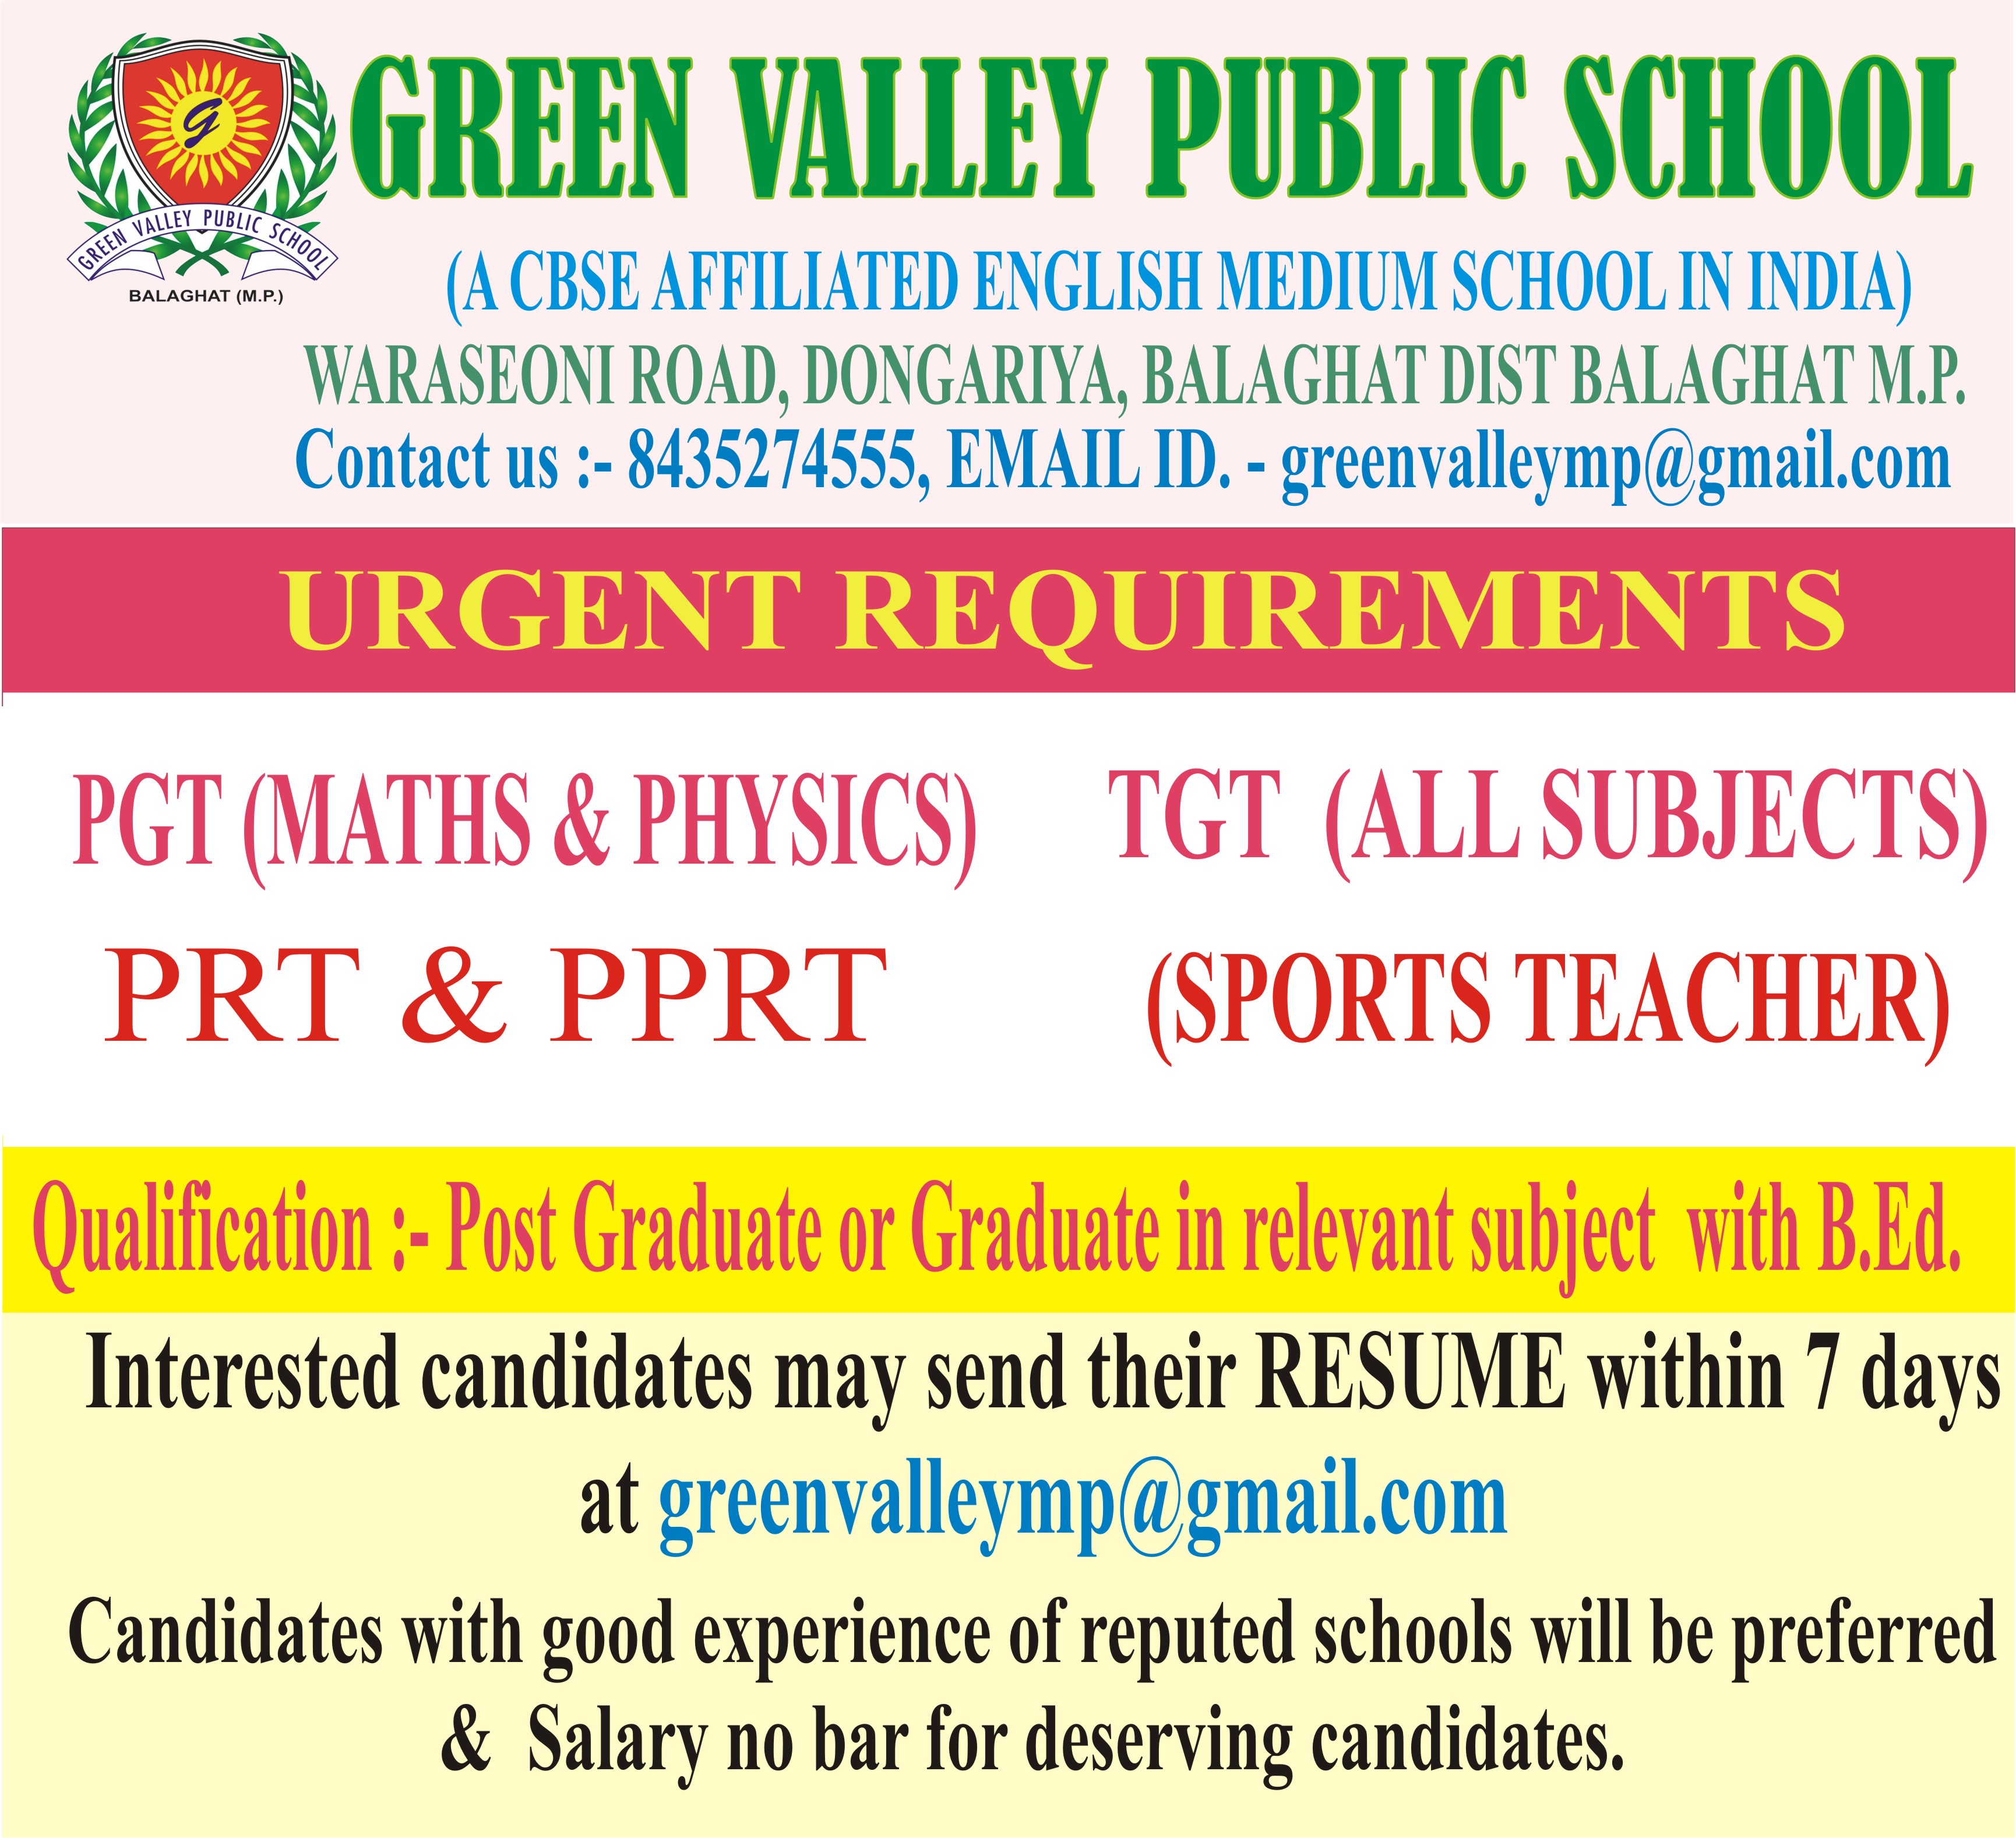 g
GREEN VALLEY PUBLIC SCHOOL
BALAGHAT (M.P.)
GREEN VALLEY PUBLIC SCHOOL
(A CBSE AFFILIATED ENGLISH MEDIUM SCHOOL IN INDIA)
WARASEONI ROAD, DONGARIYA, BALAGHAT DIST BALAGHAT M.P.
Contact us :- 8435274555, EMAIL ID. - greenvalleymp@gmail.com
URGENT REQUIREMENTS
PGT (MATHS & PHYSICS) TGT (ALL SUBJECTS)
PRT & PPRT (SPORTS TEACHER)
Qualification :- Post Graduate or Graduate in relevant subject with B.Ed.
Interested candidates may send their RESUME within 7 days
at greenvalleymp@gmail.com
Candidates with good experience of reputed schools will be preferred
& Salary no bar for deserving candidates.